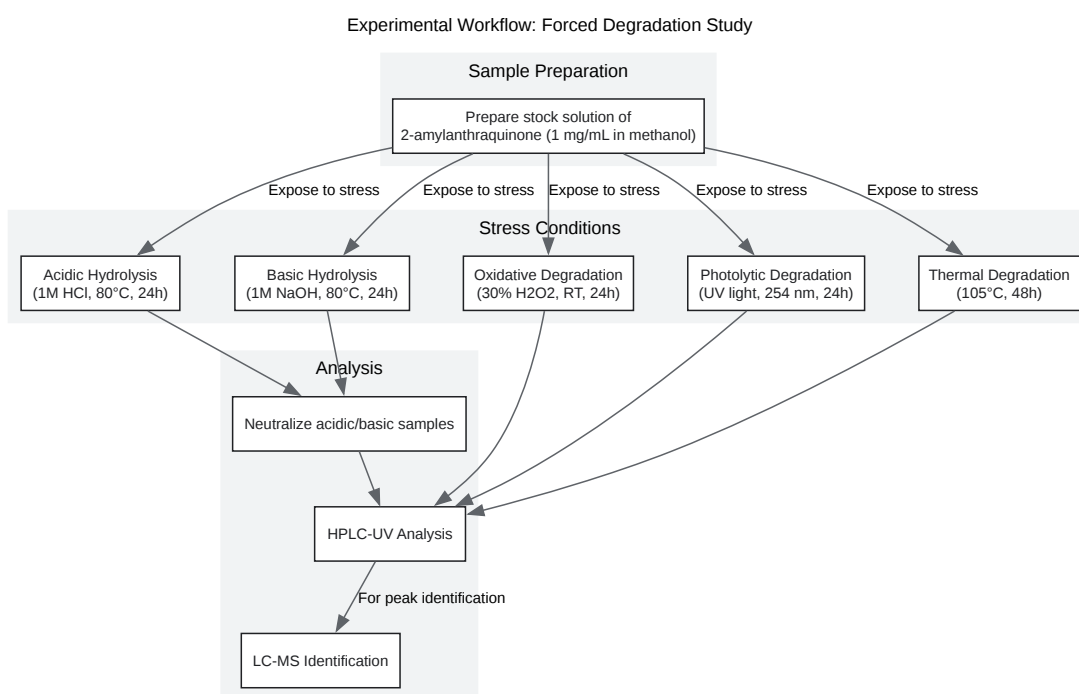 Experimental Workflow: Forced Degradation Study
Sample Preparation
Prepare stock solution of
2-amylanthraquinone (1 mg/mL in methanol)
Expose to stress
Expose to stress
Expose to stress
Expose to stress
Expose to stress
Stress Conditions
Acidic Hydrolysis
(1M HCl, 80°C, 24h)
Basic Hydrolysis
(1M NaOH, 80°C, 24h)
Oxidative Degradation
(30% H2O2, RT, 24h)
Photolytic Degradation
(UV light, 254 nm, 24h)
Thermal Degradation
(105°C, 48h)
Analysis
Neutralize acidic/basic samples
HPLC-UV Analysis
For peak identification
LC-MS Identification